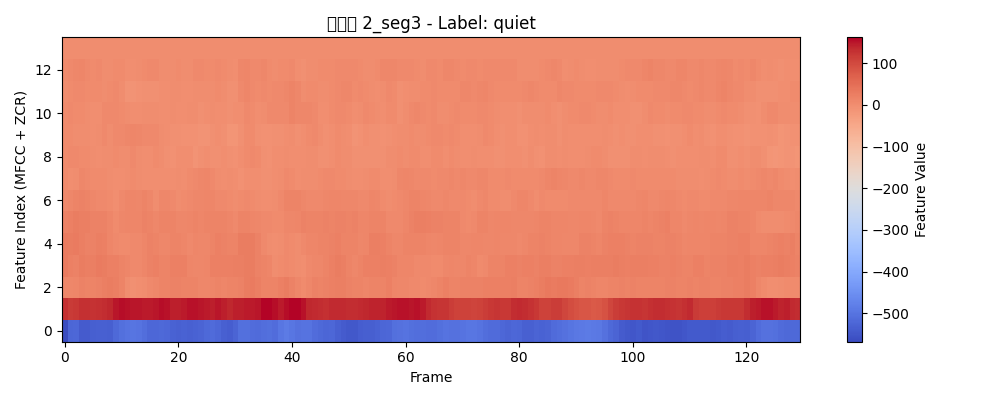 2_seg3 - Label: quiet
Feature Index (MFCC + ZCR)
12
10
8
6
4
2
0
0 20 40 60 80 100 120
Frame
100
0
−100
−200
−300
−400
−500
Feature Value